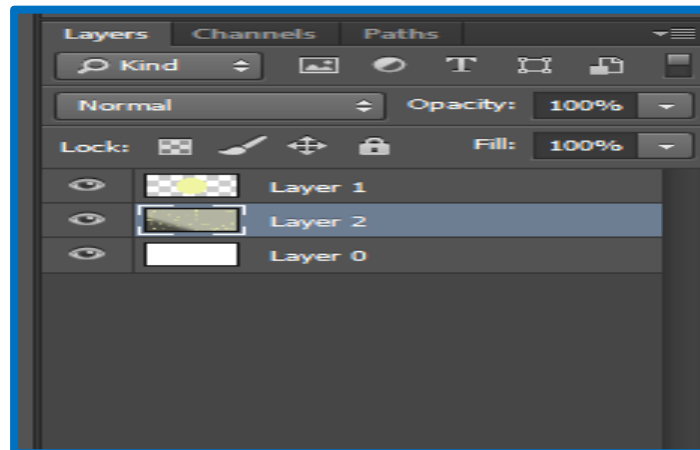 Layers Channels Paths
Kind T
Normal Opacity: 100%
Lock: Fill: 100%
Layer 1
Layer 2
Layer 0